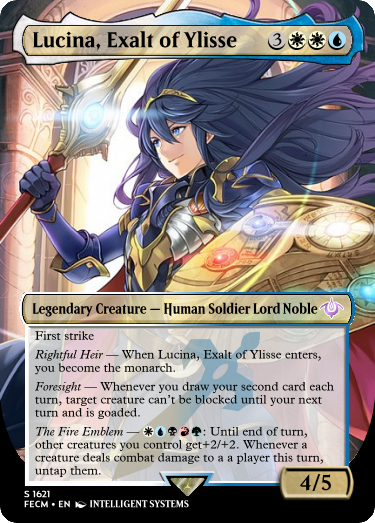 Lucina, Exalt of Ylisse 3
Legendary Creature — Human Soldier Lord Noble
First strike
Rightful Heir — When Lucina, Exalt of Ylisse enters,
you become the monarch.
Foresight — Whenever you draw your second card each
turn, target creature can't be blocked until your next
turn and is goaded.
The Fire Emblem — : Until end of turn,
other creatures you control get+2/+2. Whenever a
creature deals combat damage to a a player this turn,
untap them.
4/5
S 1621
FECM • EN INTELLIGENT SYSTEMS